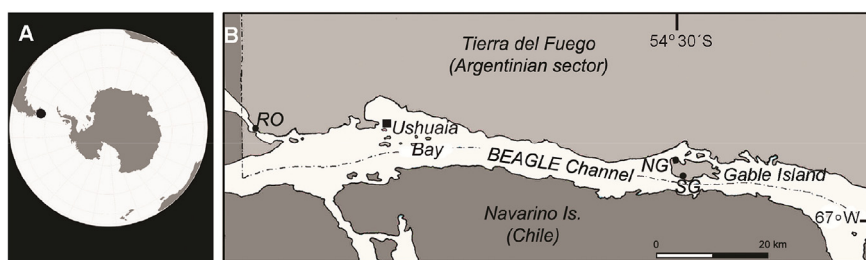 A
B
54°30´S
Tierra del Fuego
(Argentinian sector)
RO
Ushuaia
Bay
BEAGLE Channel
NG
SG
Gable Island
Navarino Is.
(Chile)
67°W
0
20 km